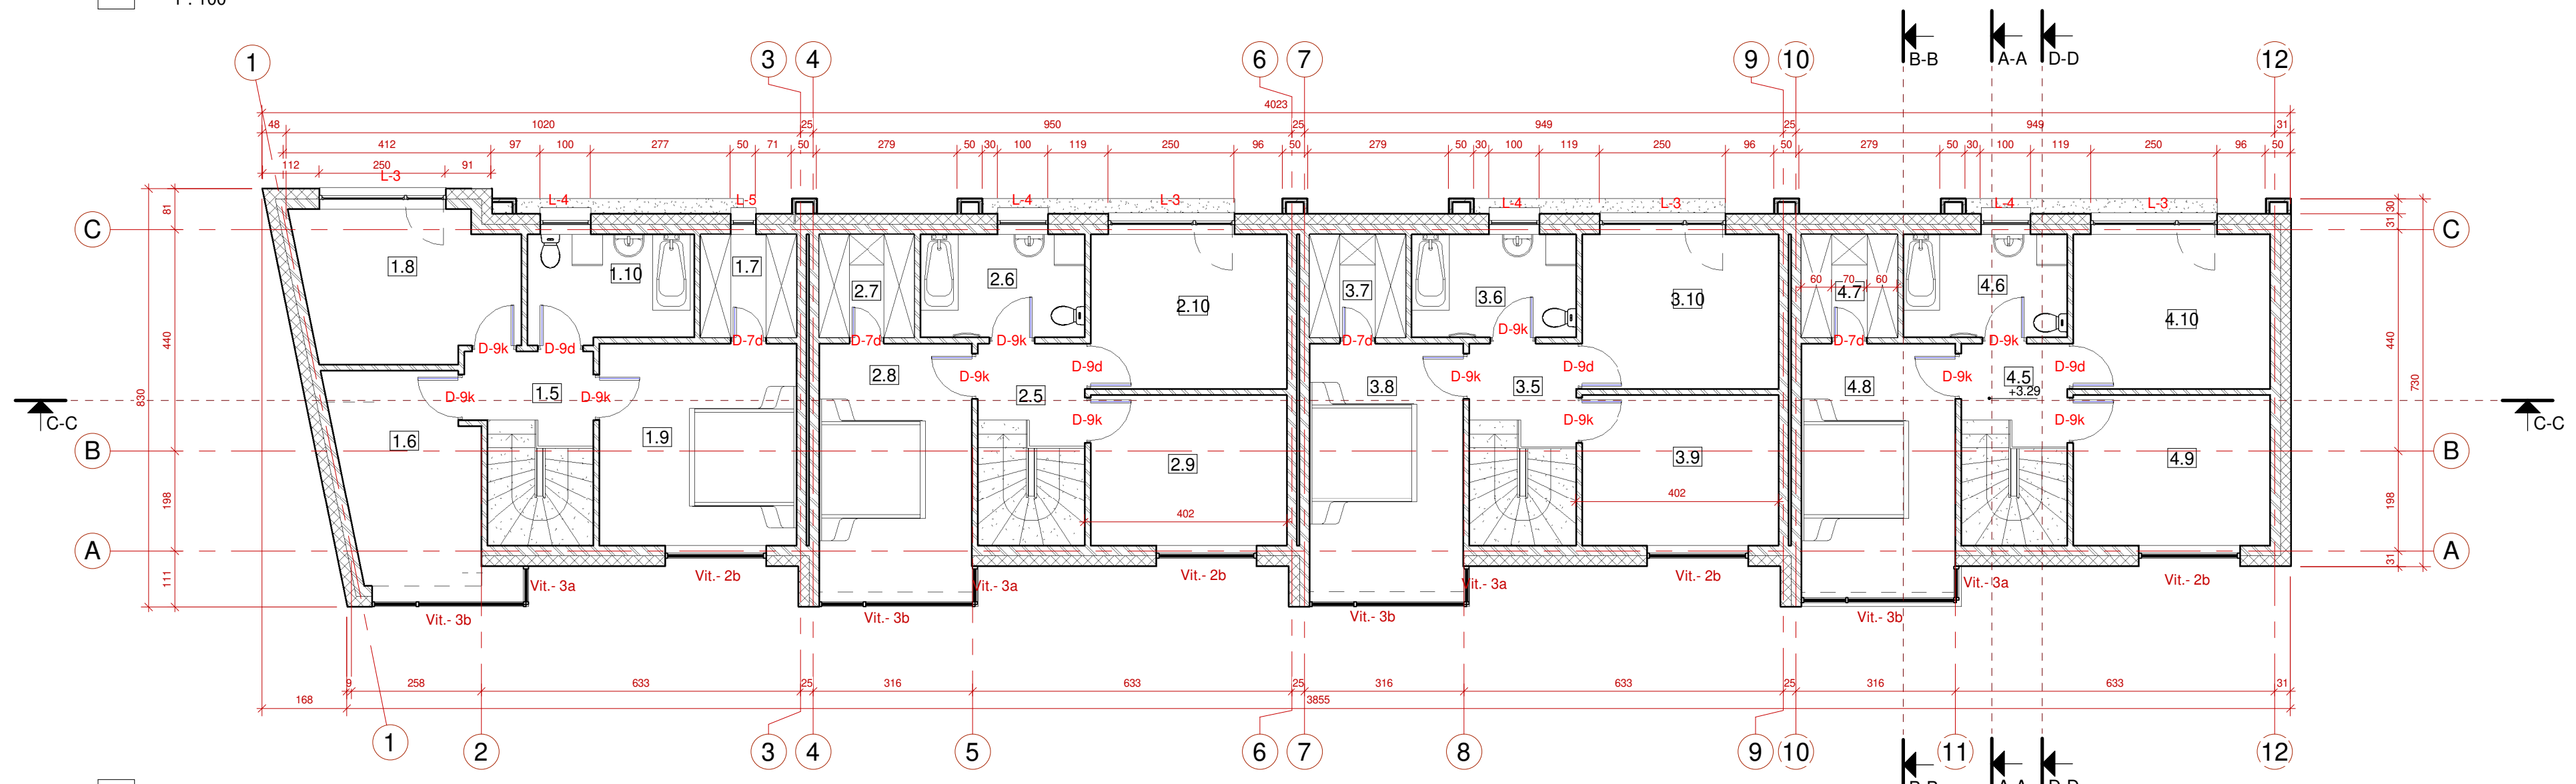 1 : 100
1 3 4 6 7 9 10 12
B-B A-A D-D
4023
48 1020 25 950 25 949 25 949 31
412 97 100 277 50 71 50 279 50 30 100 119 250 96 50 279 50 30 100 119 250 96 50 279 50 30 100 119 250 96 50
112 250 91
L-3 L-4 L-5 L-4 L-3 L-4 L-3 L-4 L-3
81 30
C 31 C
1.8 1.10 1.7 2.7 2.6 2.10 3.7 3.6 3.10 4.7 4.6 4.10
60 70 60
440 D-9k D-9d D-7d D-7d D-9k D-7d D-9k D-7d D-9k 440
D-9k D-9d D-9k D-9d D-9k D-9d
2.8 3.8 4.8 4.5
830 D-9k 1.5 D-9k 2.5 3.5 +3.29 730
C-C C-C
D-9k D-9k D-9k
1.6 1.9 2.9 3.9 4.9
B B
198 402 402 198
A A
111 31
Vit.- 3a Vit.- 2b Vit.- 3a Vit.- 2b Vit.- 3a Vit.- 2b Vit.- 3a Vit.- 2b
Vit.- 3b Vit.- 3b Vit.- 3b Vit.- 3b
9 258 633 25 316 633 25 316 633 25 316 633 31
168 3855
1 2 3 4 5 6 7 8 9 10 11 12
B-B A-A D-D